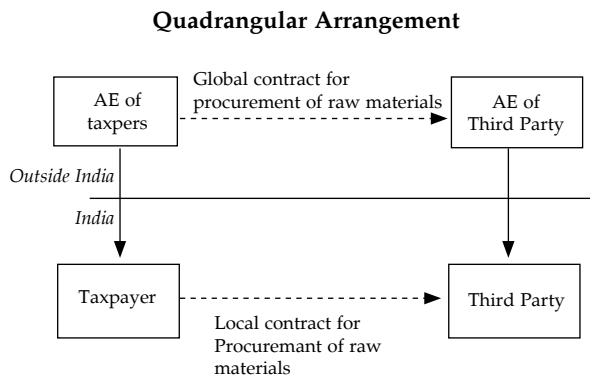 Quadrangular Arrangement
AE of
taxpers
Global contract for
procurement of raw materials
AE of
Third Party
Outside India
India
Taxpayer
Third Party
Local contract for
Procuremant of raw
materials